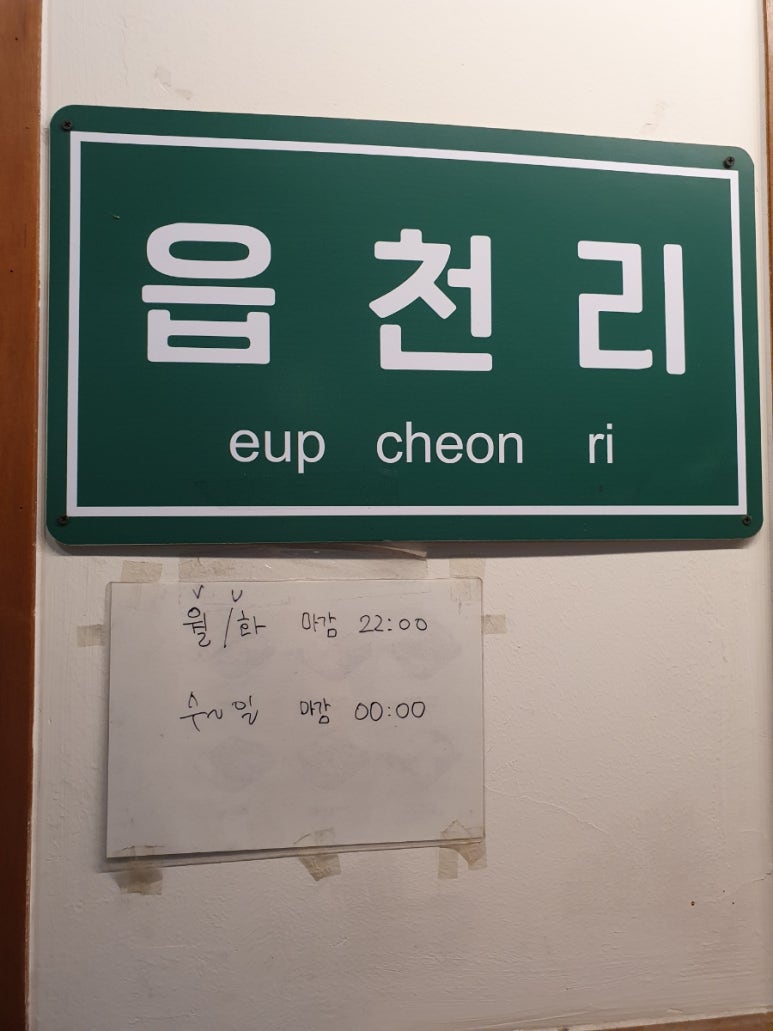 읍 천 리
eup cheon ri
월/화 마감 22:00
수~일 마감 00:00